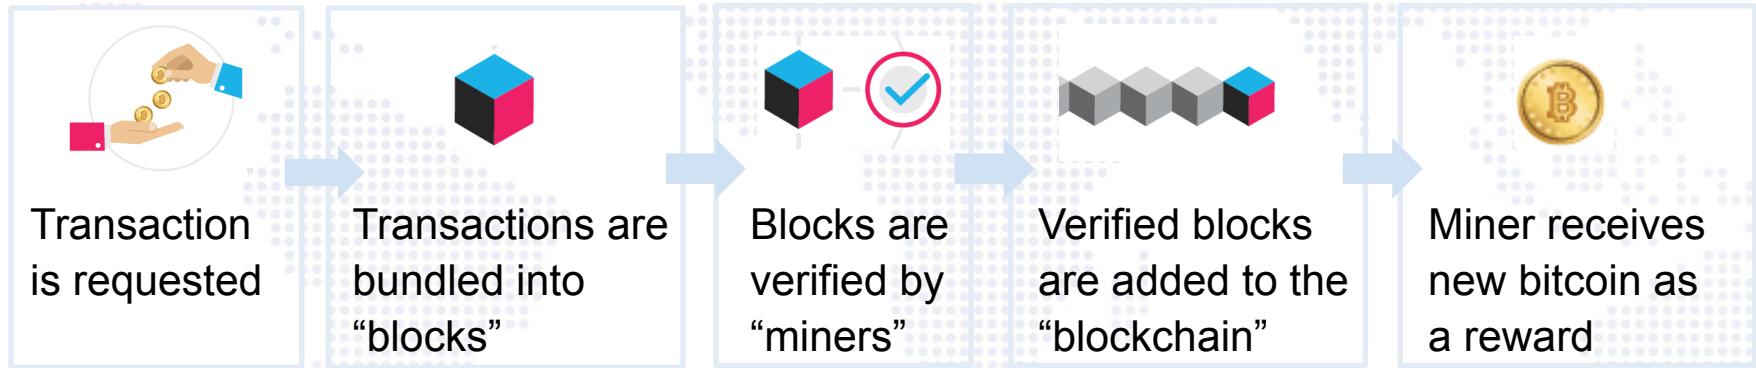 Transaction
is requested
Transactions are
bundled into
“blocks”
Blocks are
verified by
“miners”
Verified blocks
are added to the
“blockchain”
Miner receives
new bitcoin as
a reward